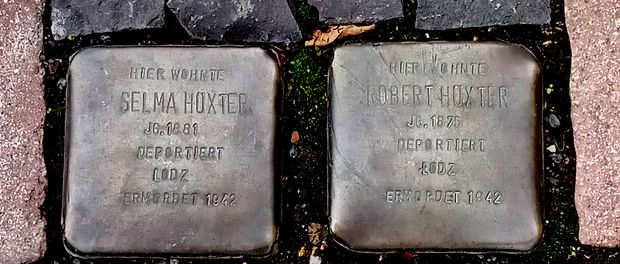 HIER WOHNTE
SELMA HÖXTER
JG. 1881
DEPORTIERT
LODZ
ERMORDET 1942
HIER WOHNTE
ROBERT HÖXTER
JG. 1875
DEPORTIERT
LODZ
ERMORDET 1942